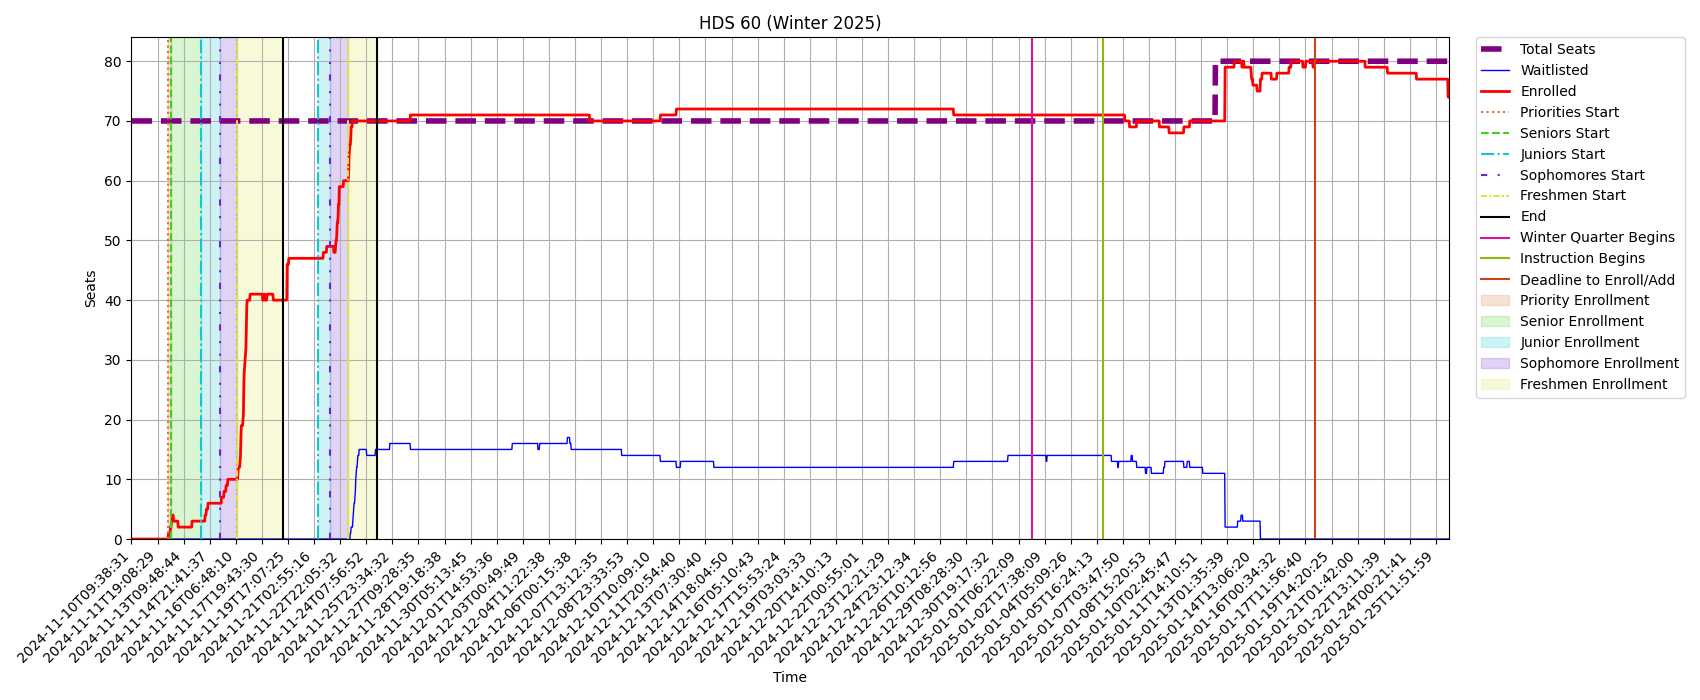 HDS 60 (Winter 2025)
Seats
80
70
60
50
40
30
20
10
0
2024-11-10T09:38:31
2024-11-11T19:08:29
2024-11-13T09:48:44
2024-11-14T21:41:37
2024-11-16T06:48:10
2024-11-17T19:43:30
2024-11-19T17:07:25
2024-11-21T02:55:16
2024-11-22T22:05:32
2024-11-24T07:56:52
2024-11-25T23:34:32
2024-11-27T09:28:35
2024-11-28T19:18:38
2024-11-30T05:13:45
2024-12-01T14:53:36
2024-12-03T00:49:49
2024-12-04T11:22:38
2024-12-06T00:15:38
2024-12-07T13:12:35
2024-12-08T23:33:53
2024-12-10T10:09:10
2024-12-11T20:54:40
2024-12-13T07:30:40
2024-12-14T18:04:50
2024-12-16T05:10:43
2024-12-17T15:53:24
2024-12-19T03:03:33
2024-12-20T14:10:13
2024-12-22T00:55:01
2024-12-23T12:21:29
2024-12-24T23:12:34
2024-12-26T10:12:56
2024-12-29T08:28:30
2024-12-30T19:17:32
2025-01-01T06:22:09
2025-01-02T17:38:09
2025-01-04T05:09:26
2025-01-05T16:24:13
2025-01-07T03:47:50
2025-01-08T15:20:53
2025-01-10T02:45:47
2025-01-11T14:10:51
2025-01-13T01:35:39
2025-01-14T13:06:20
2025-01-16T00:34:32
2025-01-17T11:56:40
2025-01-19T14:20:25
2025-01-21T01:42:00
2025-01-22T13:11:39
2025-01-24T00:21:41
2025-01-25T11:51:59
Time
Total Seats
Waitlisted
Enrolled
Priorities Start
Seniors Start
Juniors Start
Sophomores Start
Freshmen Start
End
Winter Quarter Begins
Instruction Begins
Deadline to Enroll/Add
Priority Enrollment
Senior Enrollment
Junior Enrollment
Sophomore Enrollment
Freshmen Enrollment